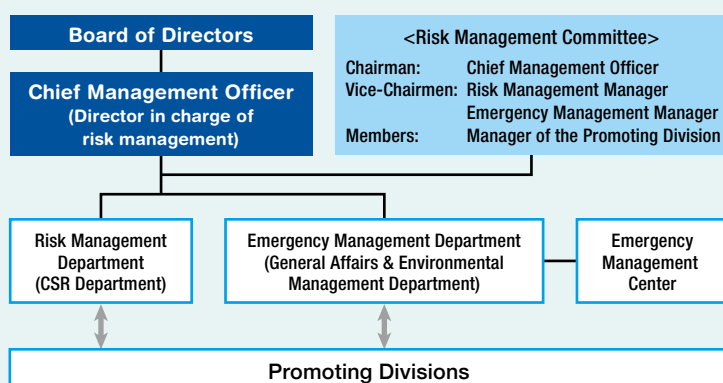 Board of Directors
Chief Management Officer
(Director in charge of
risk management)
<Risk Management Committee>
Chairman: Chief Management Officer
Vice-Chairmen: Risk Management Manager
Emergency Management Manager
Members: Manager of the Promoting Division
Risk Management
Department
(CSR Department)
Emergency Management Department
(General Affairs & Environmental
Management Department)
Emergency
Management
Center
Promoting Divisions